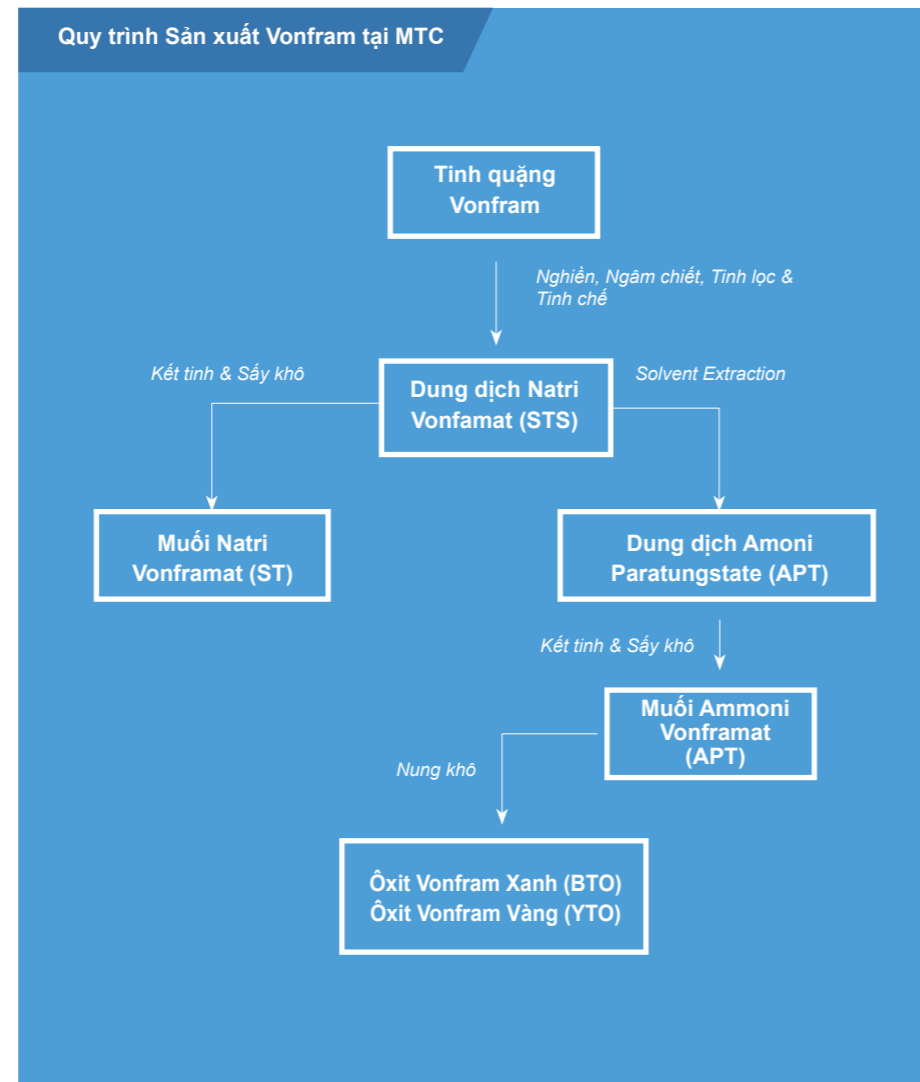 Quy trình Sản xuất Vonfram tại MTC
Tinh quặng
Vonfram
Nghiền, Ngâm chiết, Tinh lọc &
Tinh chế
Kết tinh & Sấy khô
Dung dịch Natri
Vonfamat (STS)
Solvent Extraction
Muối Natri
Vonframat (ST)
Dung dịch Amoni
Paratungstate (APT)
Kết tinh & Sấy khô
Muối Ammoni
Vonframat
(APT)
Nung khô
Ôxit Vonfram Xanh (BTO)
Ôxit Vonfram Vàng (YTO)